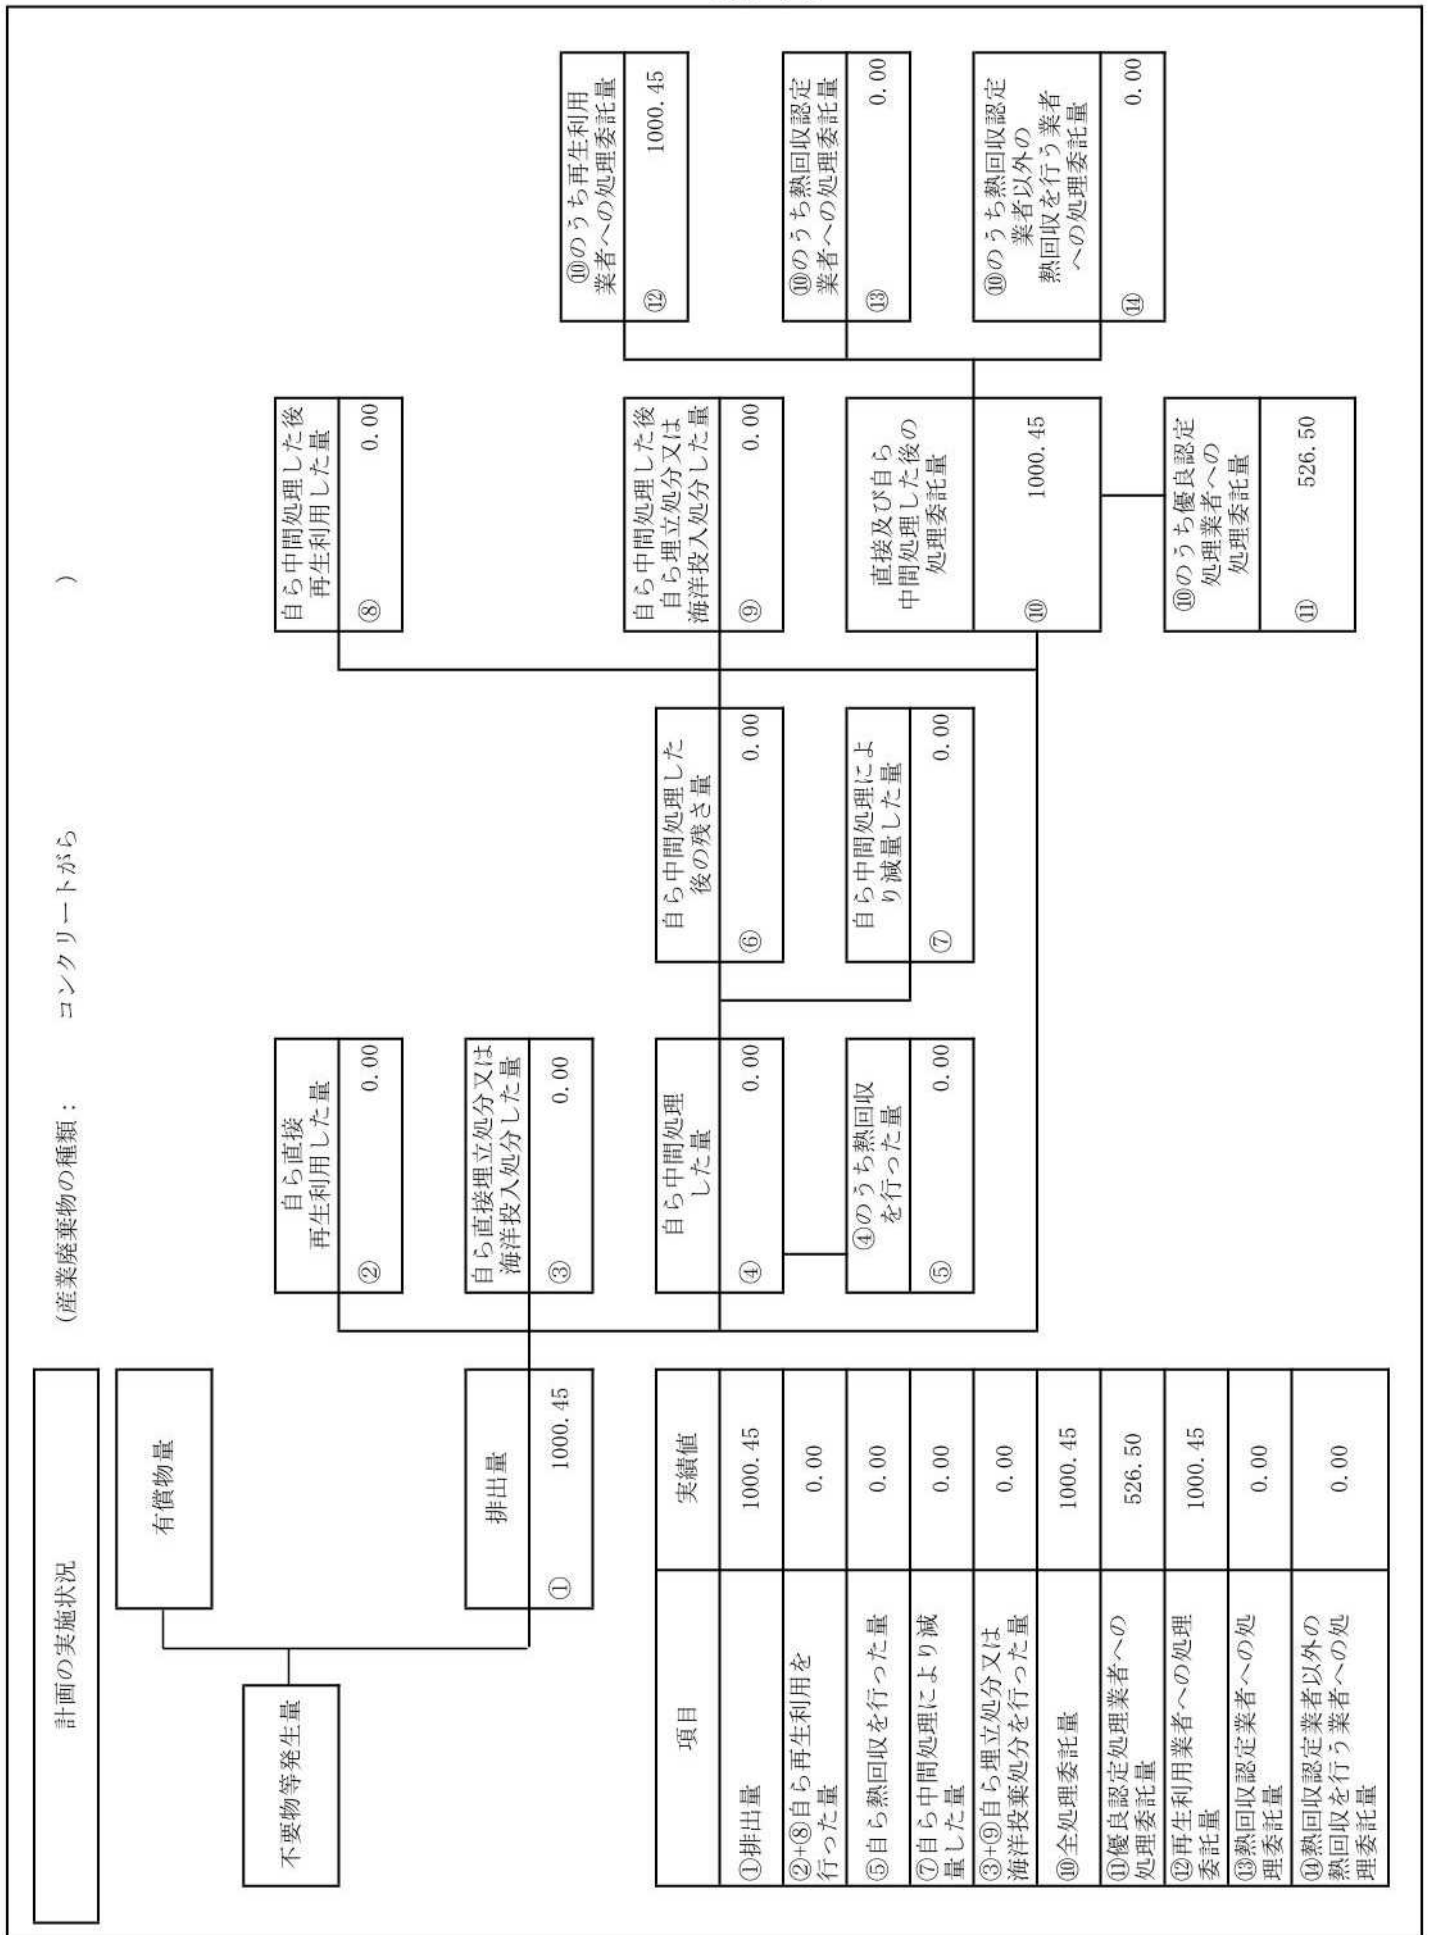 計画の実施状況
(産業廃棄物の種類： コンクリートがら )
不要物等発生量
有償物量
排出量
① 1000.45
自ら直接
再生利用した量
② 0.00
自ら直接埋立処分又は
海洋投入処分した量
③ 0.00
自ら中間処理
した量
④ 0.00
④のうち熱回収
を行った量
⑤ 0.00
自ら中間処理した
後の残さ量
⑥ 0.00
自ら中間処理によ
り減量した量
⑦ 0.00
自ら中間処理した後
再生利用した量
⑧ 0.00
自ら中間処理した後
自ら埋立処分又は
海洋投入処分した量
⑨ 0.00
直接及び自ら
中間処理した後の
処理委託量
⑩ 1000.45
⑩のうち優良認定
処理業者への
処理委託量
⑪ 526.50
⑩のうち再生利用
業者への処理委託量
⑫ 1000.45
⑩のうち熱回収認定
業者への処理委託量
⑬ 0.00
⑩のうち熱回収認定
業者以外の
熱回収を行う業者
への処理委託量
⑭ 0.00
項目 実績値
①排出量 1000.45
②+⑧自ら再生利用を
行った量 0.00
⑤自ら熱回収を行った量 0.00
⑦自ら中間処理により減
量した量 0.00
③+⑨自ら埋立処分又は
海洋投棄処分を行った量 0.00
⑩全処理委託量 1000.45
⑪優良認定処理業者への
処理委託量 526.50
⑫再生利用業者への処理
委託量 1000.45
⑬熱回収認定業者への処
理委託量 0.00
⑭熱回収認定業者以外の
熱回収を行う業者への処
理委託量 0.00